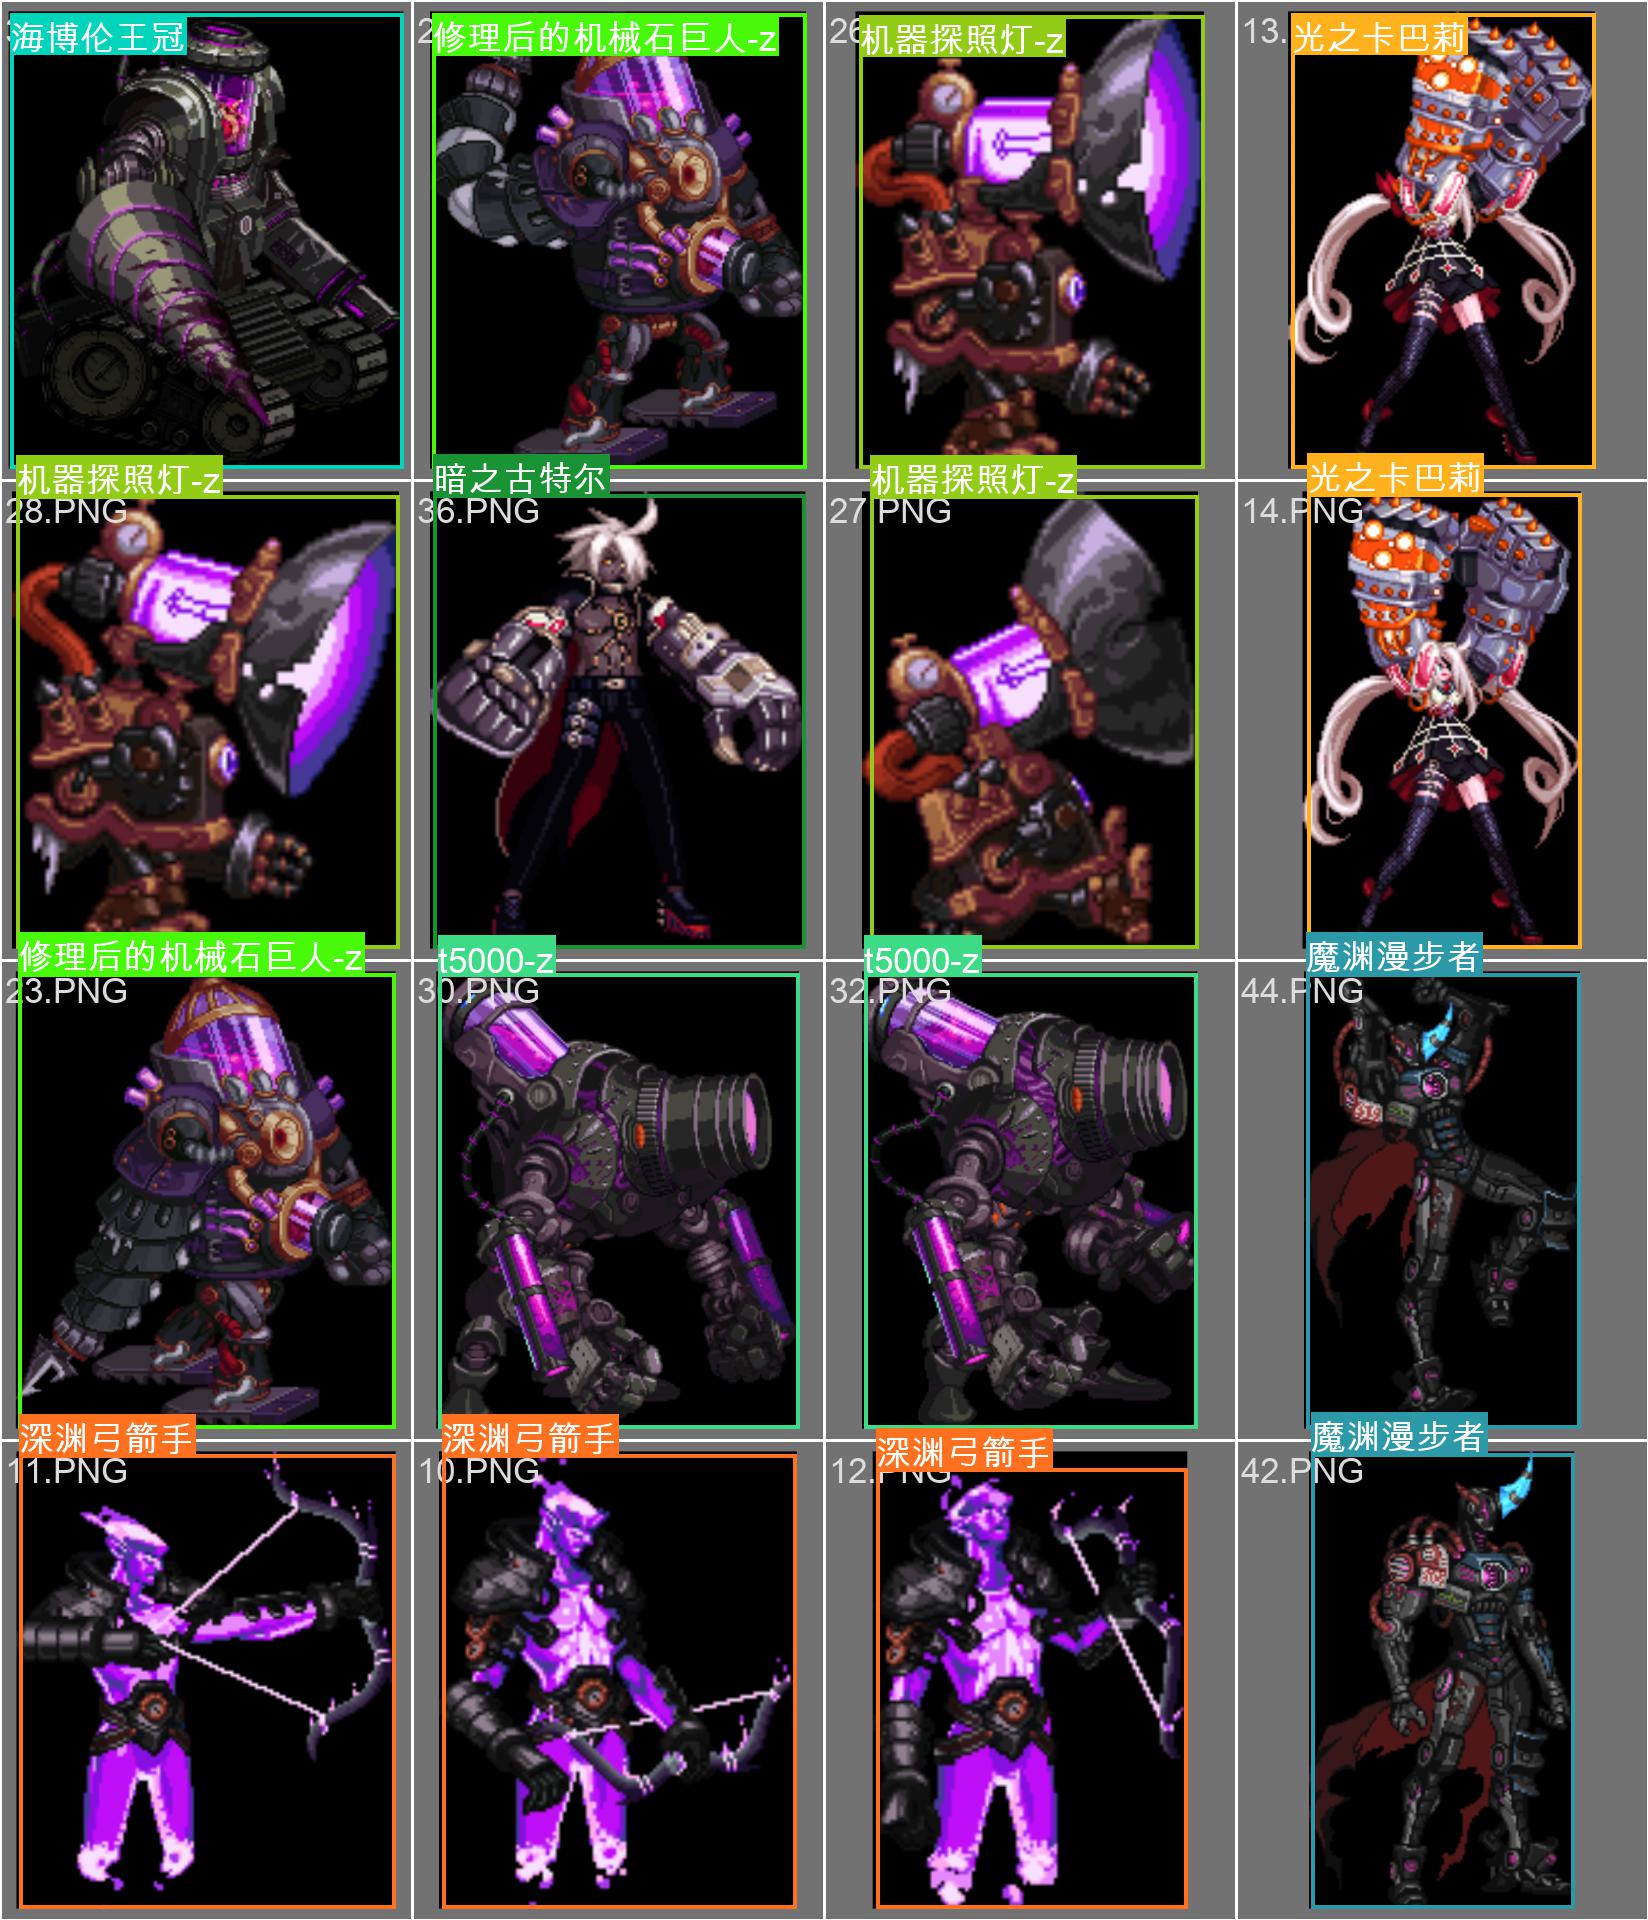 海博伦王冠
修理后的机械石巨人-z
机器探照灯-z
光之卡巴莉
26
13.
机器探照灯-z
暗之古特尔
机器探照灯-z
光之卡巴莉
28.PNG
36.PNG
27.PNG
14.PNG
修理后的机械石巨人-z
t5000-z
t5000-z
魔渊漫步者
23.PNG
30.PNG
32.PNG
44.PNG
深渊弓箭手
深渊弓箭手
深渊弓箭手
魔渊漫步者
11.PNG
10.PNG
12.PNG
42.PNG